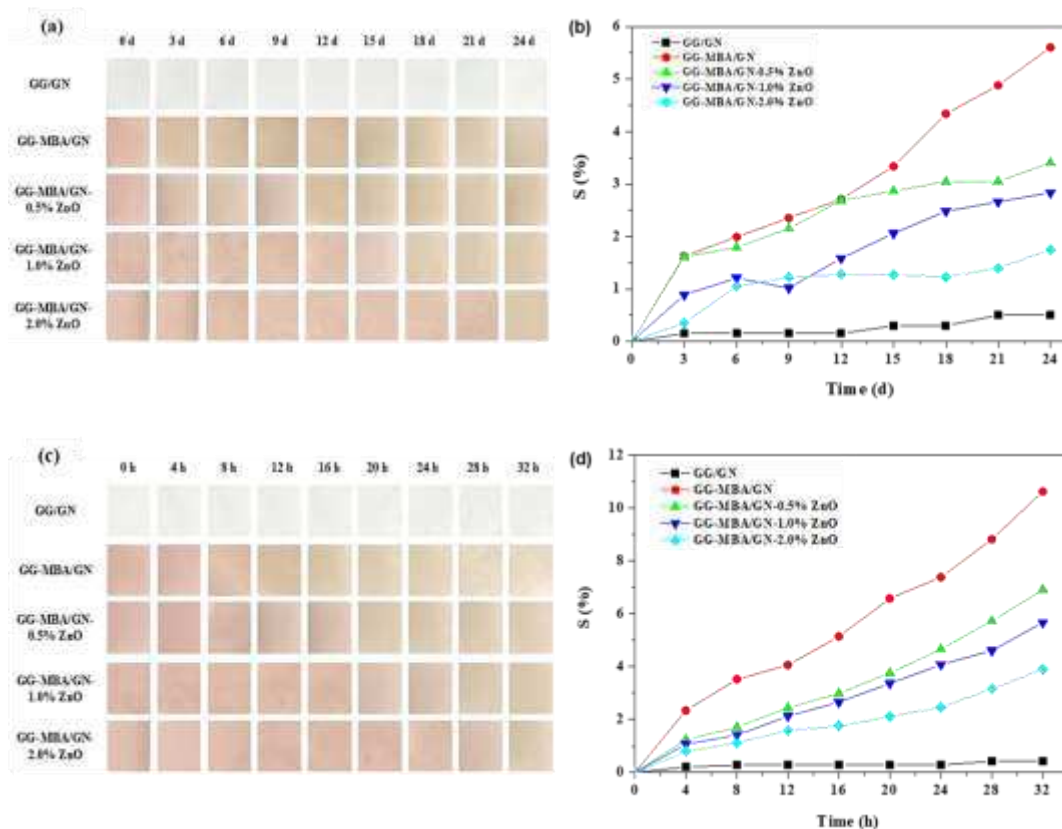 (a)
0 d 3 d 6 d 9 d 12 d 15 d 18 d 21 d 24 d
GG/GN
GG-MBA/GN
GG-MBA/GN-
0.5% ZnO
GG-MBA/GN-
1.0% ZnO
GG-MBA/GN-
2.0% ZnO
(b)
6
5
4
3
2
1
0
S (%)
GG/GN
GG-MBA/GN
GG-MBA/GN-0.5% ZnO
GG-MBA/GN-1.0% ZnO
GG-MBA/GN-2.0% ZnO
0 3 6 9 12 15 18 21 24
Time (d)
(c)
0 h 4 h 8 h 12 h 16 h 20 h 24 h 28 h 32 h
GG/GN
GG-MBA/GN
GG-MBA/GN-
0.5% ZnO
GG-MBA/GN-
1.0% ZnO
GG-MBA/GN-
2.0% ZnO
(d)
12
10
8
6
4
2
0
S (%)
GG/GN
GG-MBA/GN
GG-MBA/GN-0.5% ZnO
GG-MBA/GN-1.0% ZnO
GG-MBA/GN-2.0% ZnO
0 4 8 12 16 20 24 28 32
Time (h)